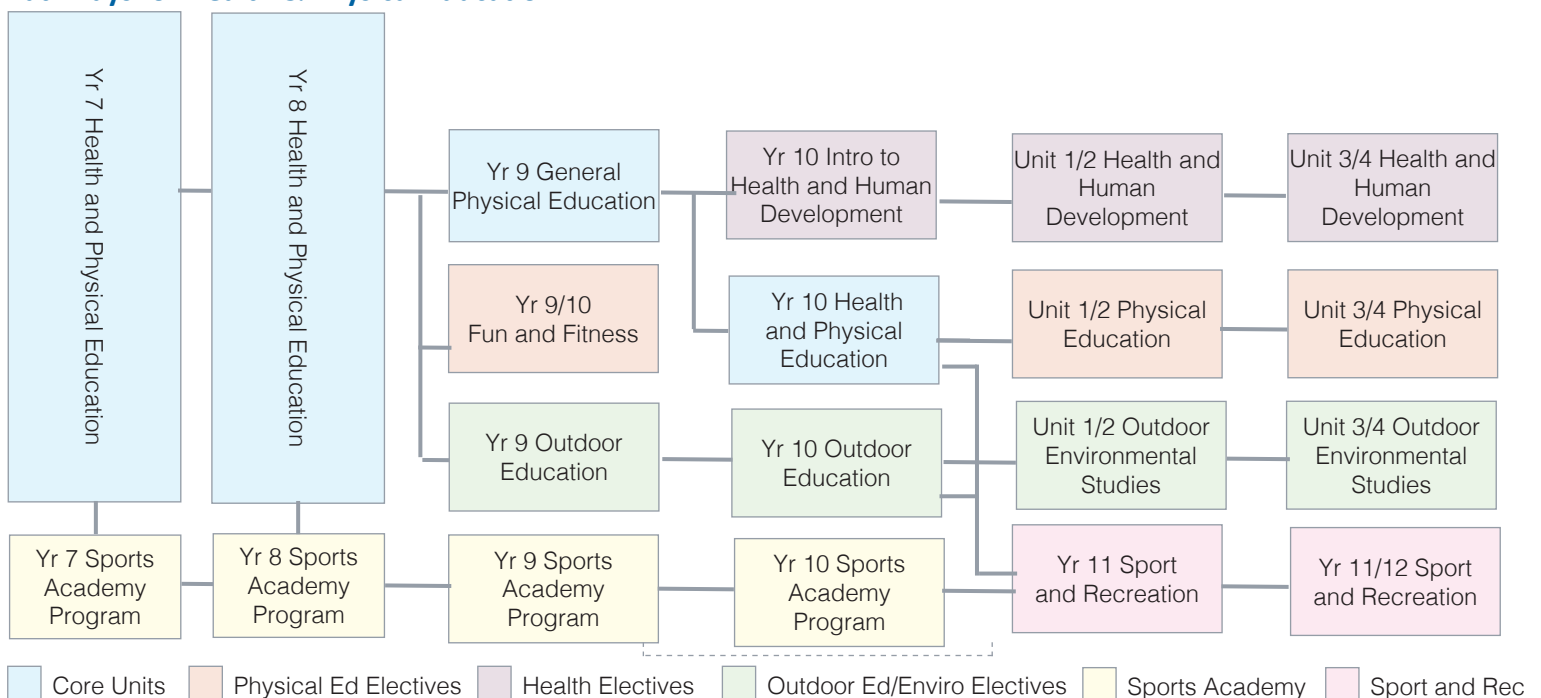 Yr 7 Health and Physical Education
Yr 8 Health and Physical Education
Yr 9 General
Physical Education
Yr 10 Intro to
Health and Human
Development
Unit 1/2 Health and
Human
Development
Unit 3/4 Health and
Human
Development
Yr 9/10
Fun and Fitness
Yr 10 Health
and Physical
Education
Unit 1/2 Physical
Education
Unit 3/4 Physical
Education
Yr 9 Outdoor
Education
Yr 10 Outdoor
Education
Unit 1/2 Outdoor
Environmental
Studies
Unit 3/4 Outdoor
Environmental
Studies
Yr 7 Sports
Academy
Program
Yr 8 Sports
Academy
Program
Yr 9 Sports
Academy
Program
Yr 10 Sports
Academy
Program
Yr 11 Sport
and Recreation
Yr 11/12 Sport
and Recreation
Core Units
Physical Ed Electives
Health Electives
Outdoor Ed/Enviro Electives
Sports Academy
Sport and Rec